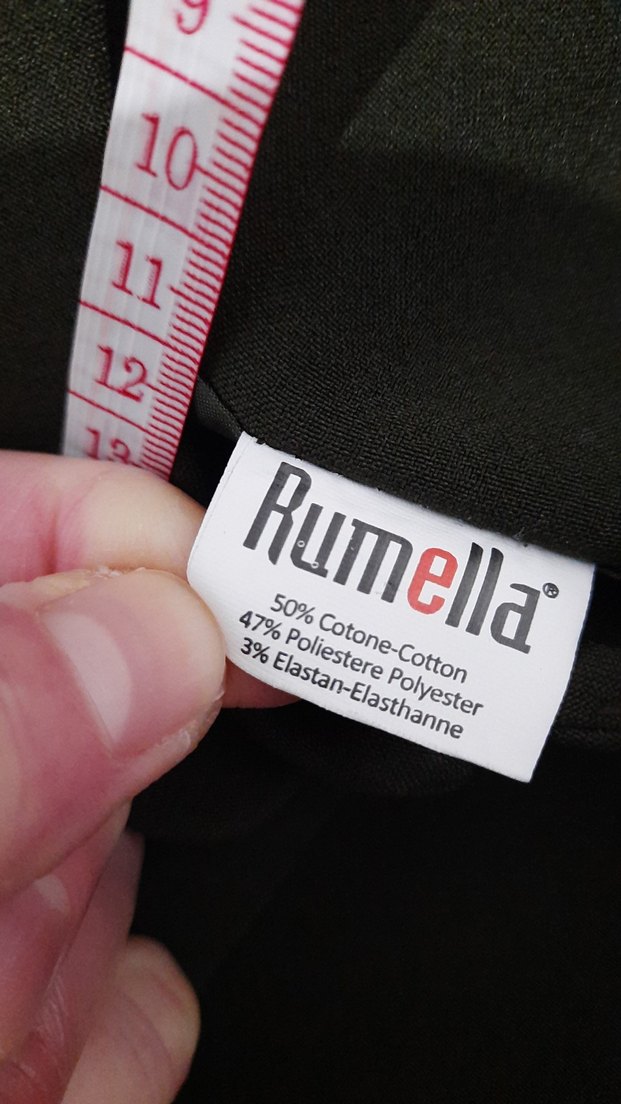 9
10
11
12
13
Rumella®
50% Cotone-Cotton
47% Poliestere Polyester
3% Elastan-Elasthanne